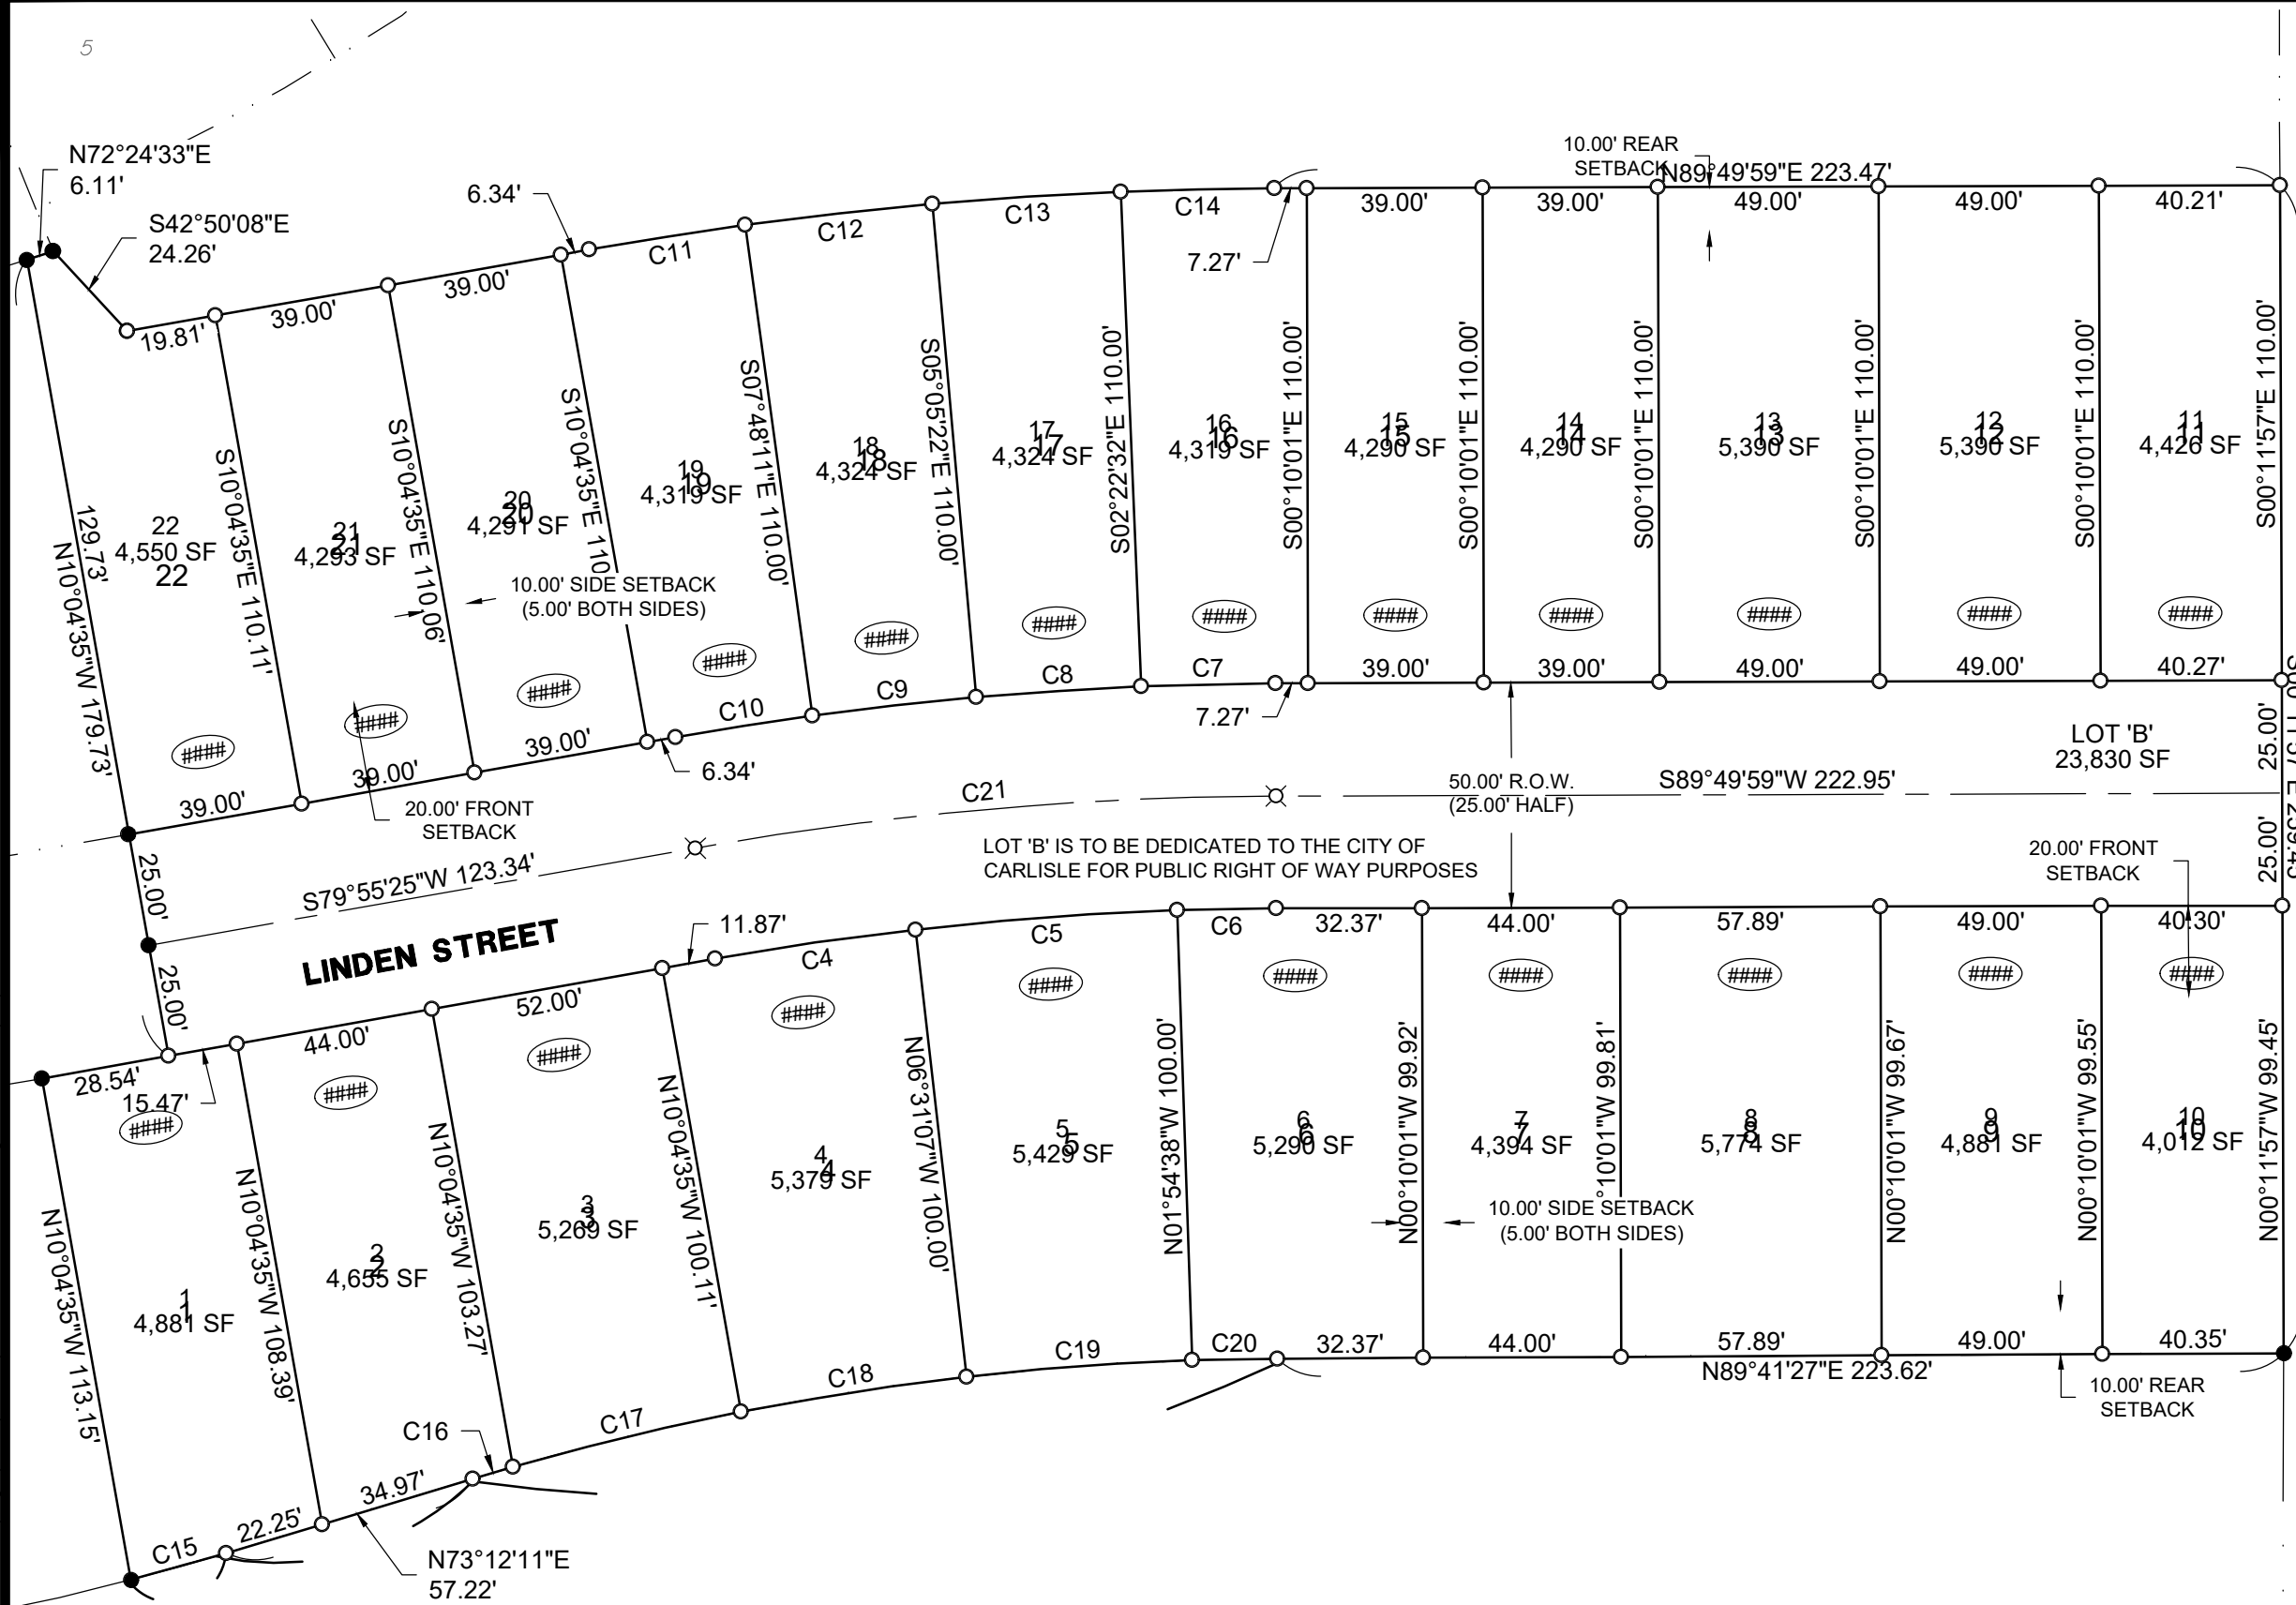 5
N72°24'33"E
6.11'
S42°50'08"E
24.26'
6.34'
10.00' REAR
SETBACK
N89°49'59"E 223.47'
19.81'
39.00'
39.00'
C11
C12
C13
C14
7.27'
39.00'
39.00'
49.00'
49.00'
40.21'
129.73'
N10°04'35"W 179.73'
S10°04'35"E 110.11'
S10°04'35"E 110.06'
S10°04'35"E 110
S07°48'11"E 110.00'
S05°05'22"E 110.00'
S02°22'32"E 110.00'
S00°10'01"E 110.00'
S00°10'01"E 110.00'
S00°10'01"E 110.00'
S00°10'01"E 110.00'
S00°10'01"E 110.00'
S00°11'57"E 110.00'
22
4,550 SF
22
21
21
4,293 SF
20
20
4,291 SF
19
19
4,319 SF
18
18
4,324 SF
17
17
4,324 SF
16
16
4,319 SF
15
15
4,290 SF
14
14
4,290 SF
13
13
5,390 SF
12
12
5,390 SF
11
11
4,426 SF
10.00' SIDE SETBACK
(5.00' BOTH SIDES)
####
####
####
####
####
####
####
####
####
####
####
####
39.00'
39.00'
39.00'
6.34'
C10
C9
C8
C7
7.27'
39.00'
39.00'
49.00'
49.00'
40.27'
20.00' FRONT
SETBACK
LOT 'B'
23,830 SF
25.00'
25.00'
C21
50.00' R.O.W.
(25.00' HALF)
S89°49'59"W 222.95'
LOT 'B' IS TO BE DEDICATED TO THE CITY OF
CARLISLE FOR PUBLIC RIGHT OF WAY PURPOSES
20.00' FRONT
SETBACK
25.00'
25.00'
S79°55'25"W 123.34'
LINDEN STREET
11.87'
28.54'
15.47'
44.00'
52.00'
C4
C5
C6
32.37'
44.00'
57.89'
49.00'
40.30'
####
####
####
####
####
####
####
####
####
####
N10°04'35"W 113.15'
N10°04'35"W 108.39'
N10°04'35"W 103.27'
N10°04'35"W 100.11'
N06°31'07"W 100.00'
N01°54'38"W 100.00'
N00°10'01"W 99.92'
°10'01"W 99.81'
N00°10'01"W 99.67'
N00°10'01"W 99.55'
N00°11'57"W 99.45'
1
1
4,881 SF
2
2
4,655 SF
3
3
5,269 SF
4
4
5,379 SF
5
5
5,429 SF
6
6
5,290 SF
7
7
4,394 SF
8
8
5,774 SF
9
9
4,881 SF
10
10
4,012 SF
10.00' SIDE SETBACK
(5.00' BOTH SIDES)
C15
22.25'
34.97'
C16
C17
C18
C19
C20
32.37'
44.00'
57.89'
49.00'
40.35'
N89°41'27"E 223.62'
10.00' REAR
SETBACK
N73°12'11"E
57.22'